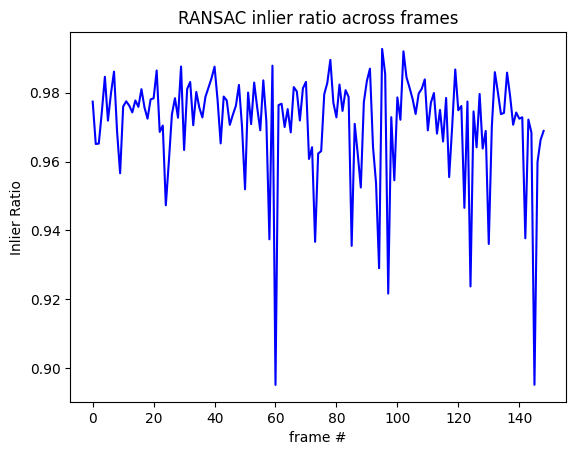 RANSAC inlier ratio across frames
0.98
0.96
0.94
0.92
0.90
Inlier Ratio
0 20 40 60 80 100 120 140
frame #